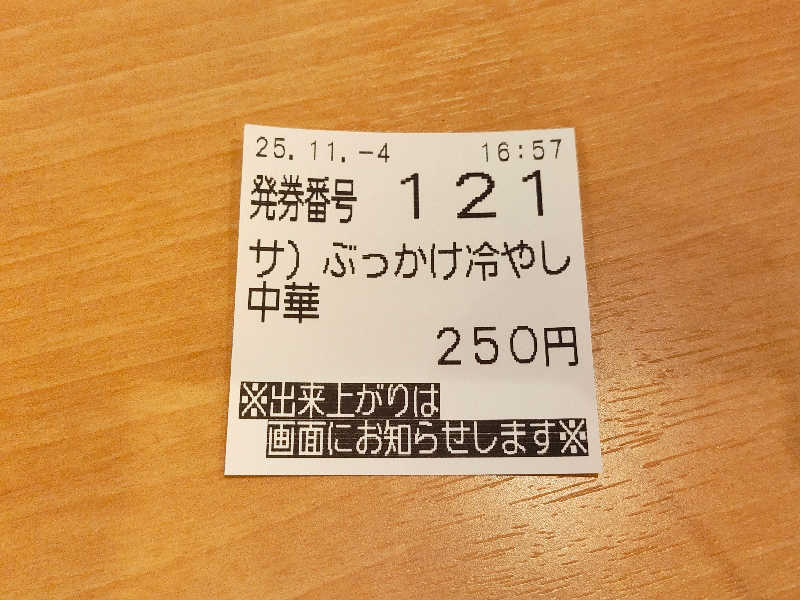 25.11.-4 16:57
発券番号 121
サ）ぶっかけ冷やし
中華
250円
※出来上がりは
画面にお知らせします※